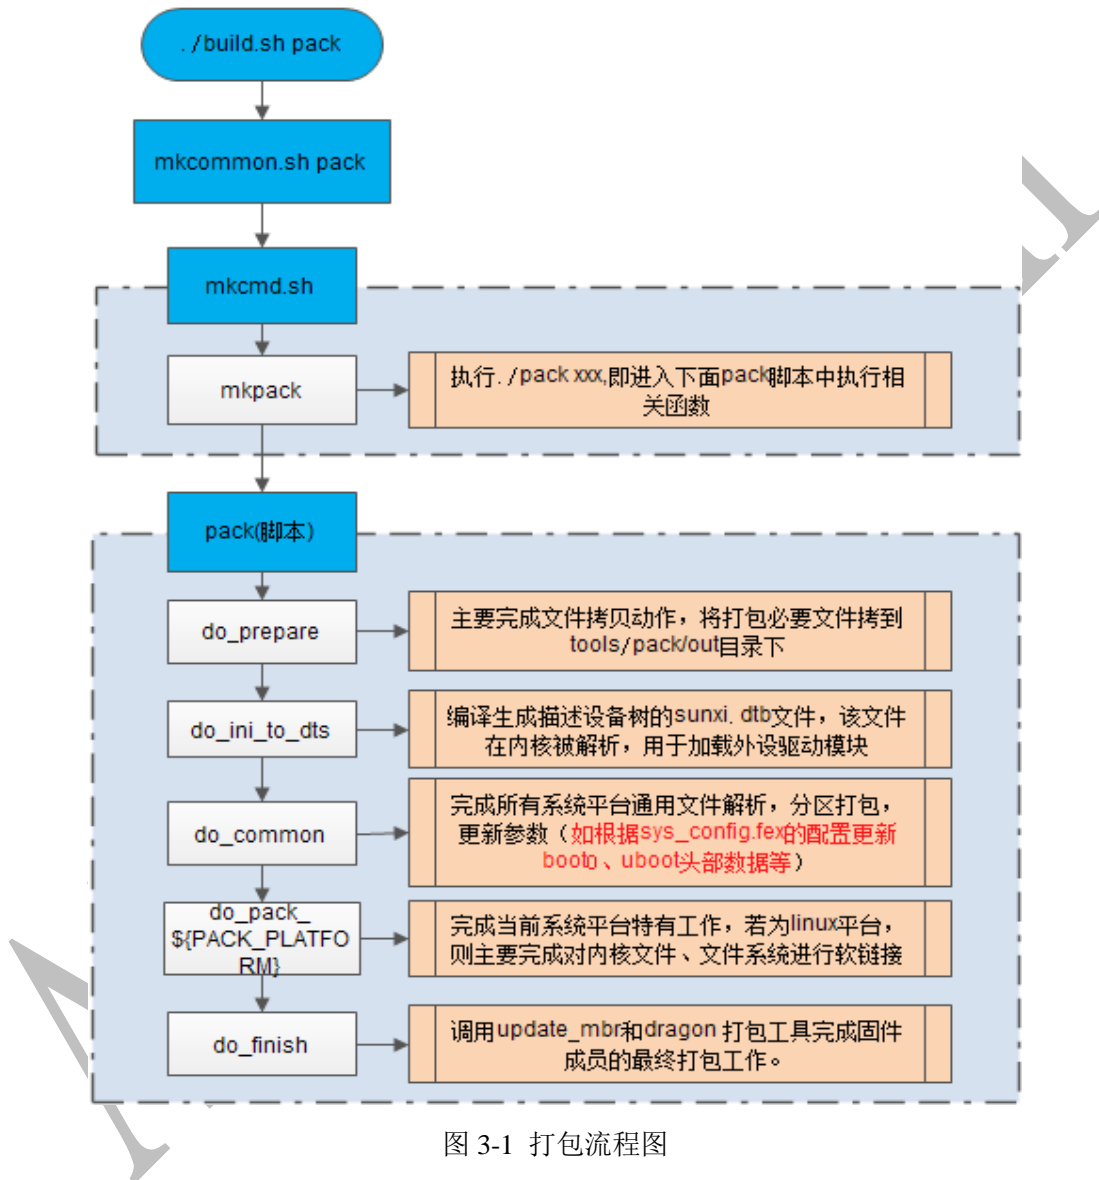 ./build.sh pack
mkcommon.sh pack
mkcmd.sh
mkpack
执行./pack xxx,即进入下面pack脚本中执行相
关函数
pack(脚本)
do_prepare
主要完成文件拷贝动作，将打包必要文件拷到
tools/pack/out目录下
do_ini_to_dts
编译生成描述设备树的sunxi.dtb文件，该文件
在内核被解析，用于加载外设驱动模块
do_common
完成所有系统平台通用文件解析，分区打包，
更新参数（如根据sys_config.fex的配置更新
boot0、uboot头部数据等）
do_pack_
${PACK_PLATFO
RM}
完成当前系统平台特有工作，若为linux平台，
则主要完成对内核文件、文件系统进行软链接
do_finish
调用update_mbr和dragon 打包工具完成固件
成员的最终打包工作。
图 3-1 打包流程图